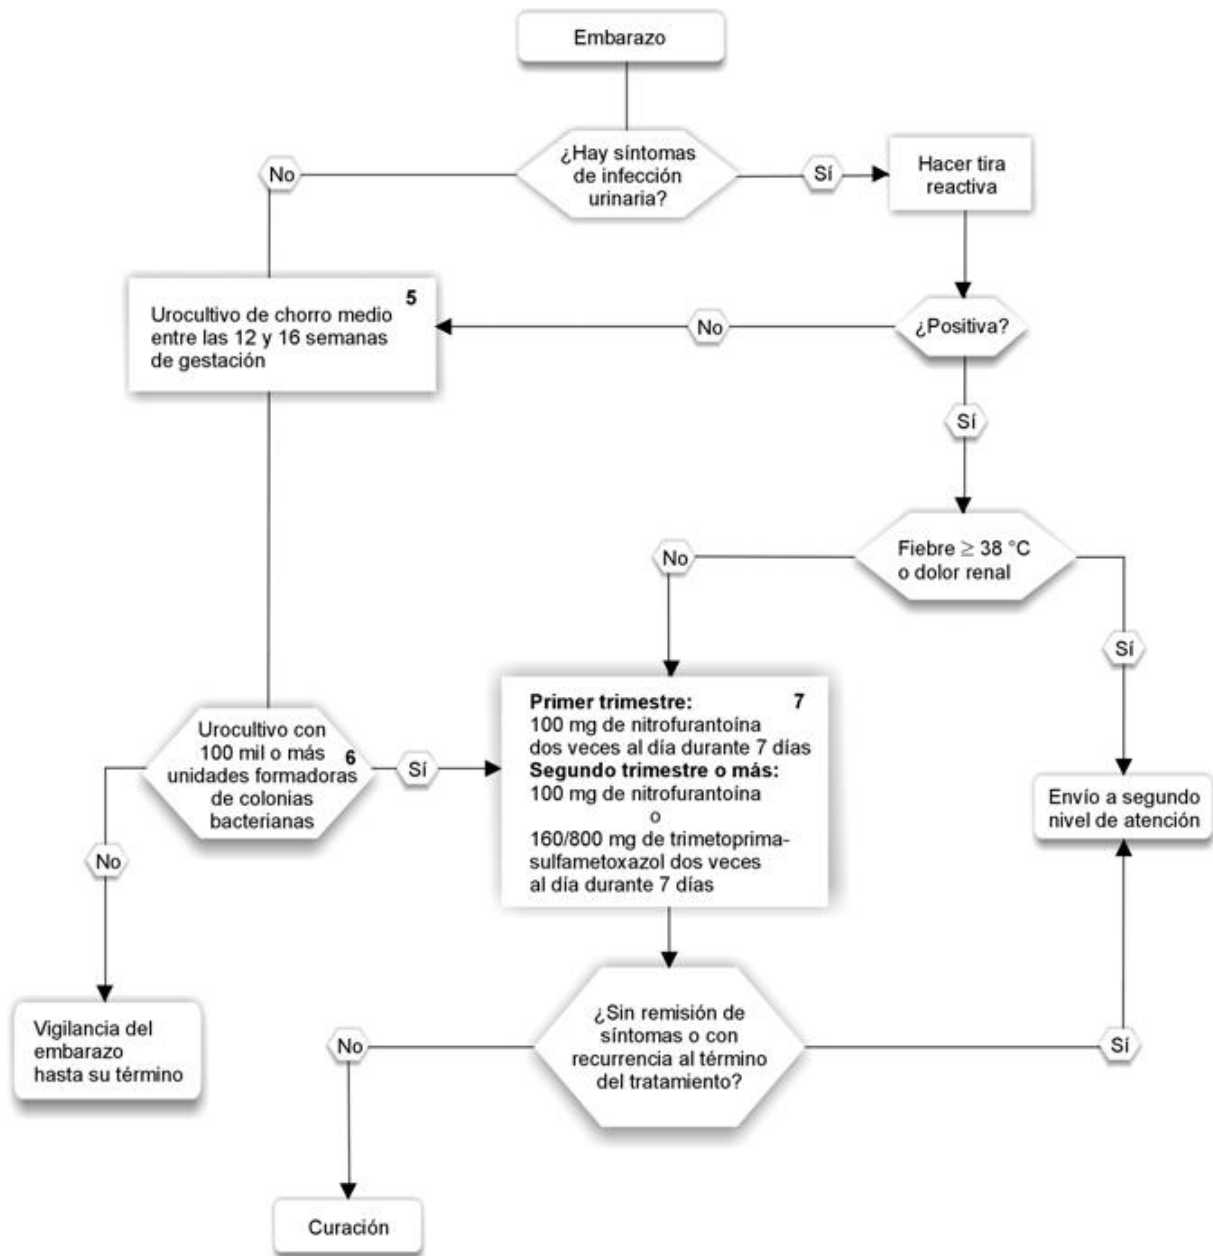 Embarazo
¿Hay síntomas
de infección
urinaria?
No
Sí
Hacer tira
reactiva
5
Urocultivo de chorro medio
entre las 12 y 16 semanas
de gestación
No
¿Positiva?
Sí
Fiebre ≥ 38 °C
o dolor renal
No
Sí
Primer trimestre: 7
100 mg de nitrofurantoína
dos veces al día durante 7 días
Segundo trimestre o más:
100 mg de nitrofurantoína
o
160/800 mg de trimetoprima-
sulfametoxazol dos veces
al día durante 7 días
Urocultivo con
100 mil o más 6
unidades formadoras
de colonias
bacterianas
Sí
No
Envío a segundo
nivel de atención
Vigilancia del
embarazo
hasta su término
¿Sin remisión de
síntomas o con
recurrencia al término
del tratamiento?
No
Sí
Curación